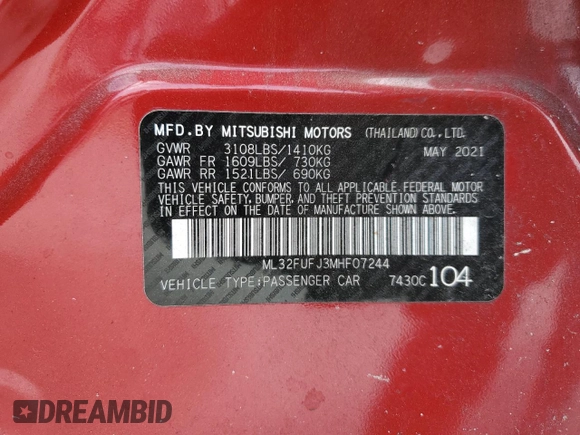 MFD.BY MITSUBISHI MOTORS (THAILAND) CO., LTD.
GVWR 3108LBS/1410KG MAY 2021
GAWR FR 1609LBS/ 730KG
GAWR RR 1521LBS/ 690KG
THIS VEHICLE CONFORMS TO ALL APPLICABLE FEDERAL MOTOR
VEHICLE SAFETY, BUMPER, AND THEFT PREVENTION STANDARDS
IN EFFECT ON THE DATE OF MANUFACTURE SHOWN ABOVE.
ML32FUFJ3MHF07244
VEHICLE TYPE:PASSENGER CAR 7430C 104
DREAMBID